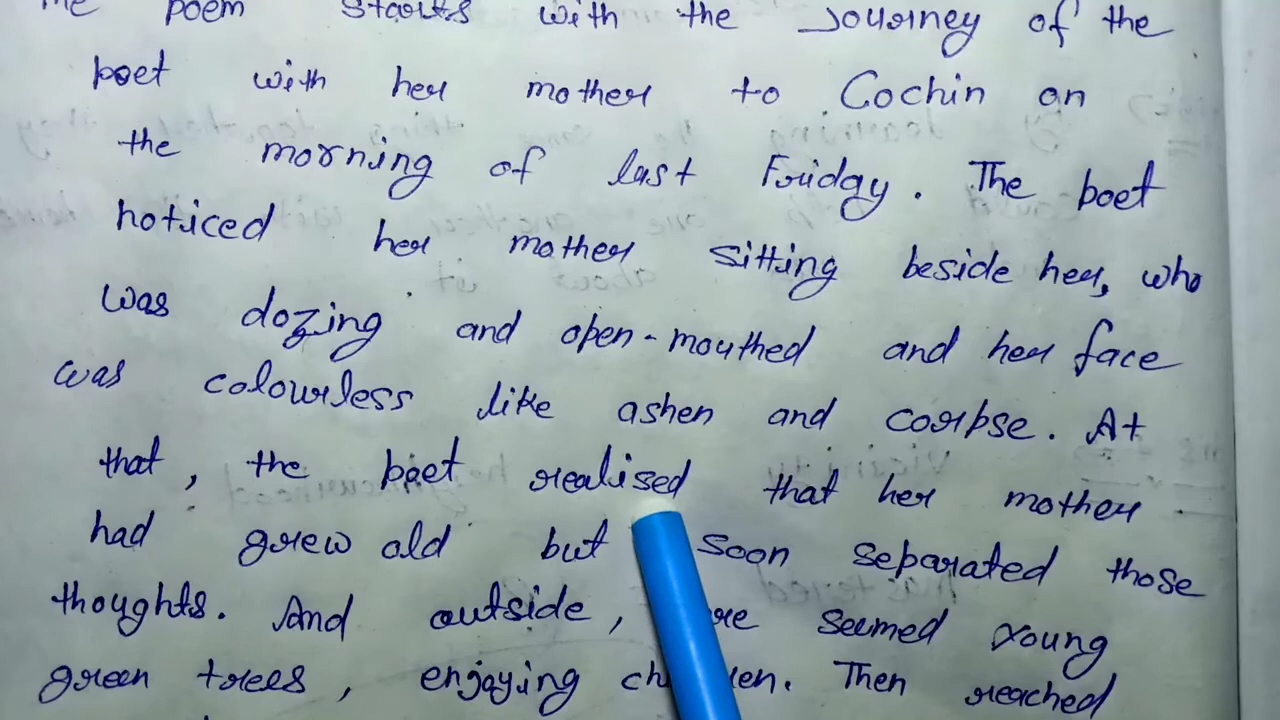 The poem starts with the Journey of the
poet with her mother to Cochin on
the morning of last Friday. The poet
noticed her mother sitting beside her, who
was dozing and open-mouthed and her face
was colourless like ashen and corpse. At
that, the poet realised that her mother
had grew old but soon separated those
thoughts. And outside, seemed young
green trees, enjoying Then reached